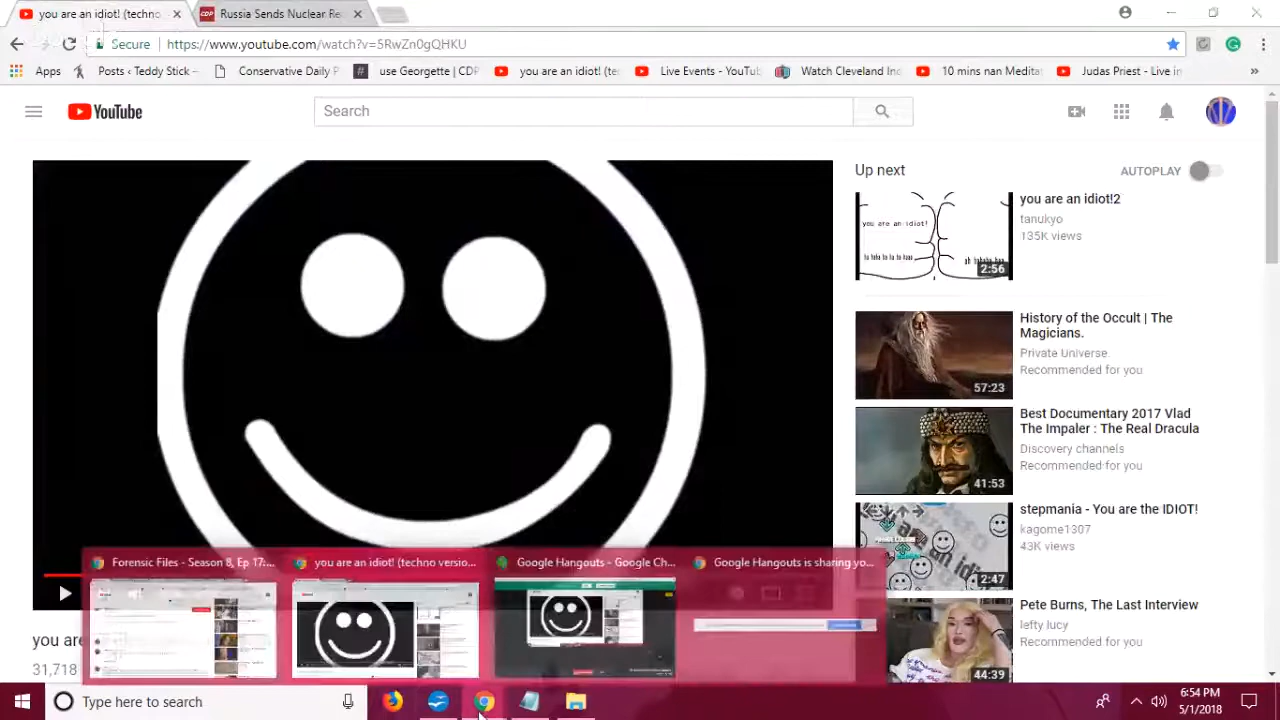 you are an idiot! (techno
Russia Sends Nuclear Re
Secure
https://www.youtube.com/watch?v=5RwZn0gQHKU
Apps
Posts ‹ Teddy Stick –
Conservative Daily P
use Georgette | CDP
you are an idiot! (te
Live Events - YouTub
Watch Cleveland Ind
10 mins nan Meditat
Judas Priest - Live in
»
YouTube
Search
Up next
AUTOPLAY
you are an idiot!
2:56
you are an idiot!2
tanukyo
135K views
57:23
History of the Occult | The
Magicians.
Private Universe.
Recommended for you
41:53
Best Documentary 2017 Vlad
The Impaler : The Real Dracula
Discovery channels
Recommended for you
2:47
stepmania - You are the IDIOT!
kagome1307
43K views
44:39
Pete Burns, The Last Interview
lefty lucy
Recommended for you
Forensic Files - Season 8, Ep 17:...
you are an idiot! (techno versio...
Google Hangouts - Google Ch...
Google Hangouts is sharing yo...
you are
31,718
Type here to search
6:54 PM
5/1/2018